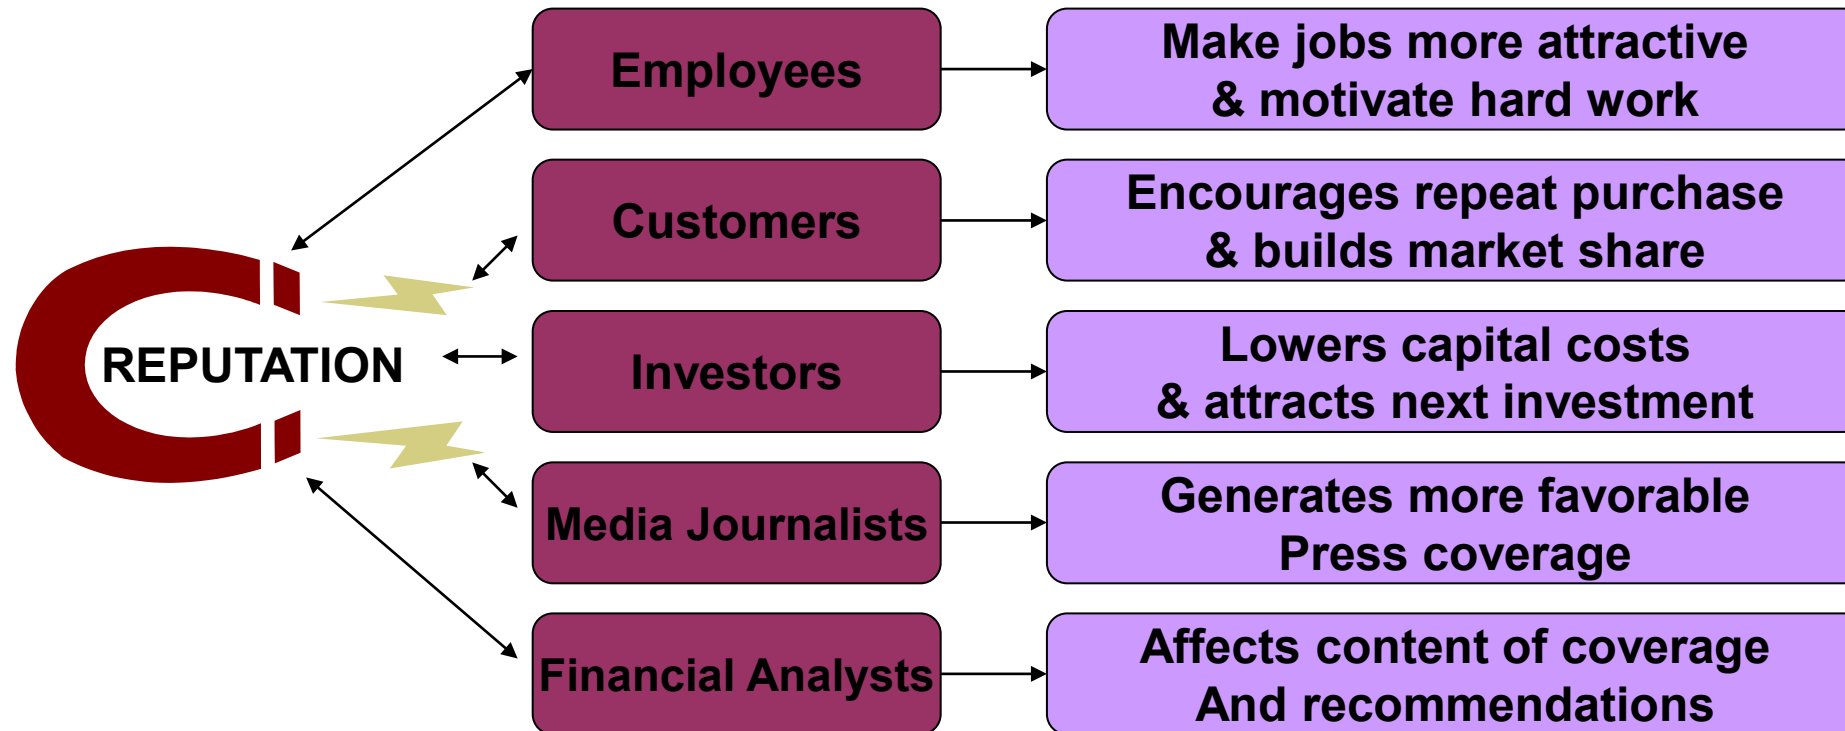 REPUTATION
Employees
Make jobs more attractive
& motivate hard work
Customers
Encourages repeat purchase
& builds market share
Investors
Lowers capital costs
& attracts next investment
Media Journalists
Generates more favorable
Press coverage
Financial Analysts
Affects content of coverage
And recommendations